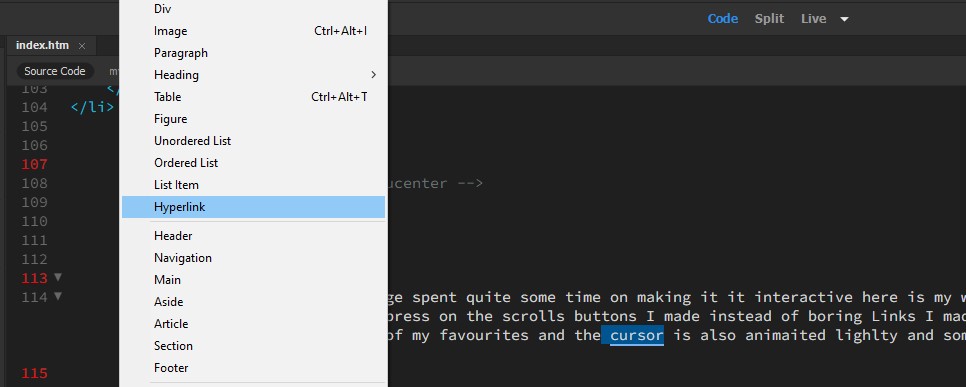 Div
Code Split Live
Image Ctrl+Alt+I
index.htm ×
Paragraph
Source Code
Heading
103 </
Table Ctrl+Alt+T
104 </li>
Figure
105
Unordered List
106
Ordered List
107
List Item
108 ucenter -->
Hyperlink
109
110
Header
111
Navigation
112
Main
113
Aside
114 ge spent quite some time on making it it interactive here is my
Article
press on the scrolls buttons I made instead of boring Links I
Section
of my favourites and the cursor is also animaited lighlty and
Footer
115